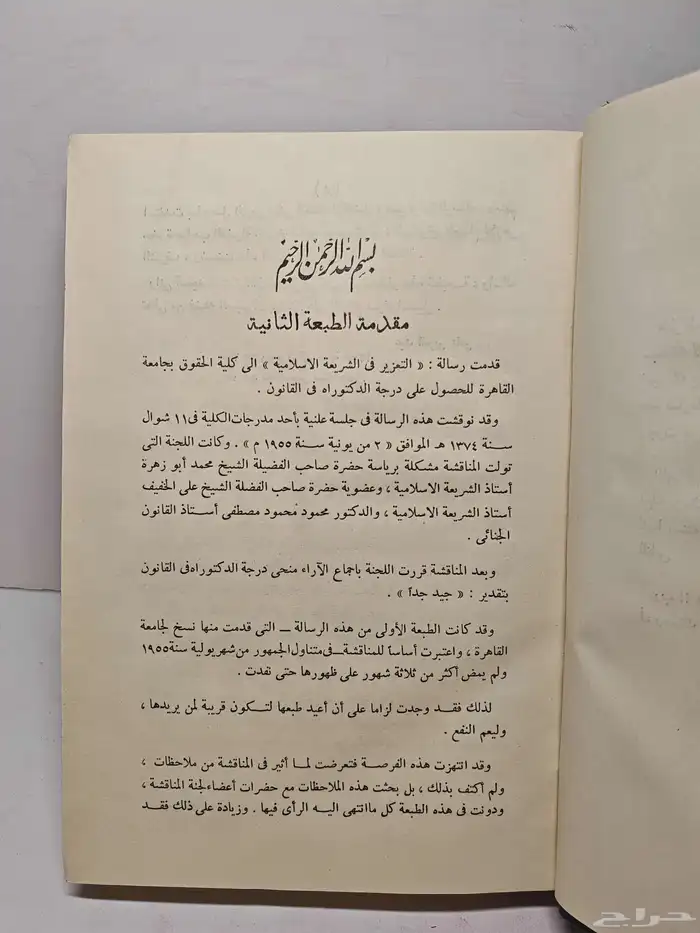 بسم الله الرحمن الرحيم
مقدمة الطبعة الثانية
قدمت رسالة : « التعزير فى الشريعة الاسلامية » الى كلية الحقوق بجامعة
القاهرة للحصول على درجة الدكتوراه فى القانون .
وقد نوقشت هذه الرسالة فى جلسة علنية بأحد مدرجات الكلية فى ١١ شوال
سنة ١٣٧٤ هـ الموافق « ٢ من يونية سنة ١٩٥٥ م » . وكانت اللجنة التى
تولت المناقشة مشكلة برياسة حضرة صاحب الفضيلة الشيخ محمد أبو زهرة
أستاذ الشريعة الاسلامية ، وعضوية حضرة صاحب الفضلة الشيخ على الخفيف
أستاذ الشريعة الاسلامية ، والدكتور محمود محمود مصطفى أستاذ القانون
الجنائى .
وبعد المناقشة قررت اللجنة باجماع الآراء منحى درجة الدكتوراه فى القانون
بتقدير : « جيد جداً » .
وقد كانت الطبعة الأولى من هذه الرسالة ــ التى قدمت منها نسخ لجامعة
القاهرة ، واعتبرت أساساً للمناقشة ــ فى متناول الجمهور من شهر يولية سنة ١٩٥٥
ولم يمض أكثر من ثلاثة شهور على ظهورها حتى نفدت .
لذلك فقد وجدت لزاما على أن أعيد طبعها لتكون قريبة لمن يريدها ،
وليعم النفع .
وقد انتهزت هذه الفرصة فتعرضت لما أثير فى المناقشة من ملاحظات ،
ولم أكتف بذلك ، بل بحثت هذه الملاحظات مع حضرات أعضاء لجنة المناقشة ،
ودونت فى هذه الطبعة كل ما انتهى اليه الرأى فيها . وزيادة على ذلك فقد
حراج